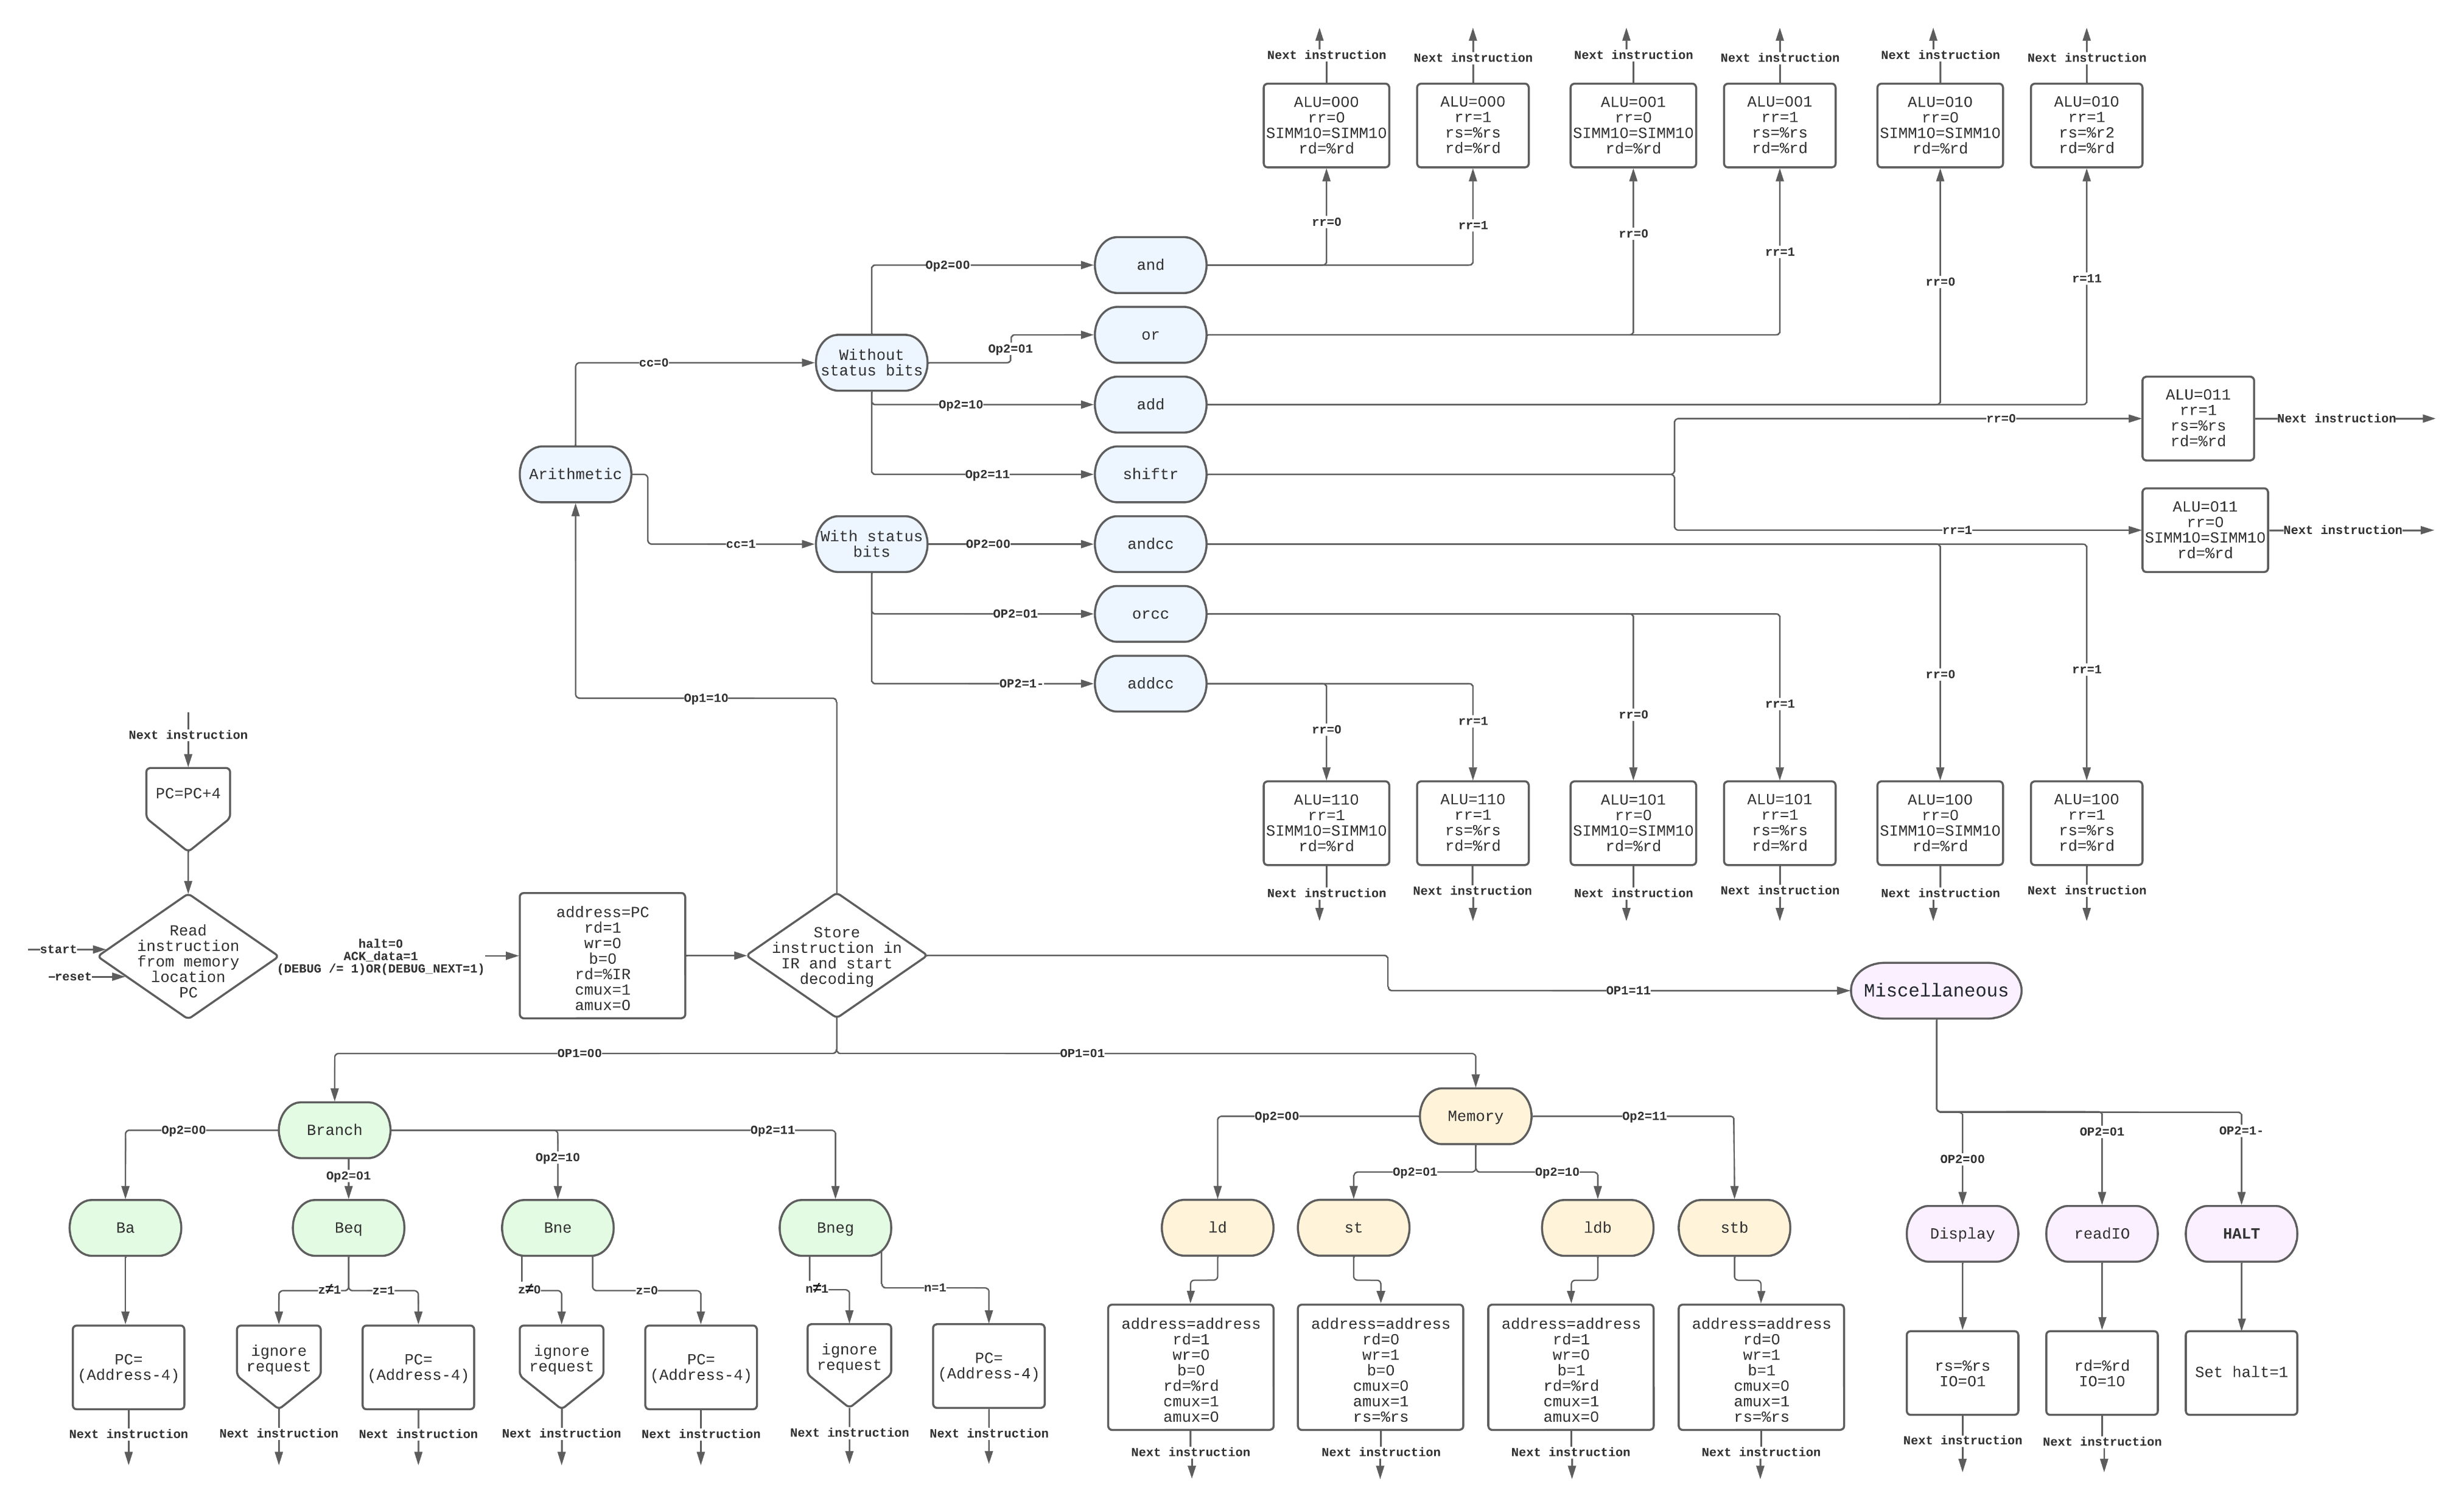 Next instruction
Next instruction
Next instruction
Next instruction
Next instruction
Next instruction
ALU=000
rr=0
SIMM10=SIMM10
rd=%rd
ALU=000
rr=1
rs=%rs
rd=%rd
ALU=001
rr=0
SIMM10=SIMM10
rd=%rd
ALU=001
rr=1
rs=%rs
rd=%rd
ALU=010
rr=0
SIMM10=SIMM10
rd=%rd
ALU=010
rr=1
rs=%r2
rd=%rd
rr=0
rr=1
rr=0
rr=1
rr=0
r=11
Op2=00
and
Without
status bits
Op2=01
or
cc=0
Op2=10
add
Op2=11
shiftr
rr=0
ALU=011
rr=1
rs=%rs
rd=%rd
Next instruction
rr=1
ALU=011
rr=0
SIMM10=SIMM10
rd=%rd
Next instruction
Arithmetic
cc=1
With status
bits
OP2=00
andcc
OP2=01
orcc
OP2=1-
addcc
Op1=10
rr=0
rr=1
rr=0
rr=1
rr=0
rr=1
ALU=110
rr=1
SIMM10=SIMM10
rd=%rd
ALU=110
rr=1
rs=%rs
rd=%rd
ALU=101
rr=0
SIMM10=SIMM10
rd=%rd
ALU=101
rr=1
rs=%rs
rd=%rd
ALU=100
rr=0
SIMM10=SIMM10
rd=%rd
ALU=100
rr=1
rs=%rs
rd=%rd
Next instruction
Next instruction
Next instruction
Next instruction
Next instruction
Next instruction
Next instruction
PC=PC+4
start
reset
Read
instruction
from memory
location
PC
halt=0
ACK_data=1
(DEBUG /= 1)OR(DEBUG_NEXT=1)
address=PC
rd=1
wr=0
b=0
rd=%IR
cmux=1
amux=0
Store
instruction in
IR and start
decoding
OP1=11
Miscellaneous
OP1=00
OP1=01
Branch
Op2=00
Op2=01
Op2=10
Op2=11
Ba
Beq
Bne
Bneg
z≠1
z=1
z≠0
z=0
n≠1
n=1
PC=
(Address-4)
ignore
request
PC=
(Address-4)
ignore
request
PC=
(Address-4)
ignore
request
PC=
(Address-4)
Next instruction
Next instruction
Next instruction
Next instruction
Next instruction
Next instruction
Next instruction
Memory
Op2=00
Op2=01
Op2=10
Op2=11
ld
st
ldb
stb
address=address
rd=1
wr=0
b=0
rd=%rd
cmux=1
amux=0
address=address
rd=0
wr=1
b=0
cmux=0
amux=1
rs=%rs
address=address
rd=1
wr=0
b=1
rd=%rd
cmux=1
amux=0
address=address
rd=0
wr=1
b=1
cmux=0
amux=1
rs=%rs
Next instruction
Next instruction
Next instruction
Next instruction
OP2=00
OP2=01
OP2=1-
Display
readIO
HALT
rs=%rs
IO=01
rd=%rd
IO=10
Set halt=1
Next instruction
Next instruction